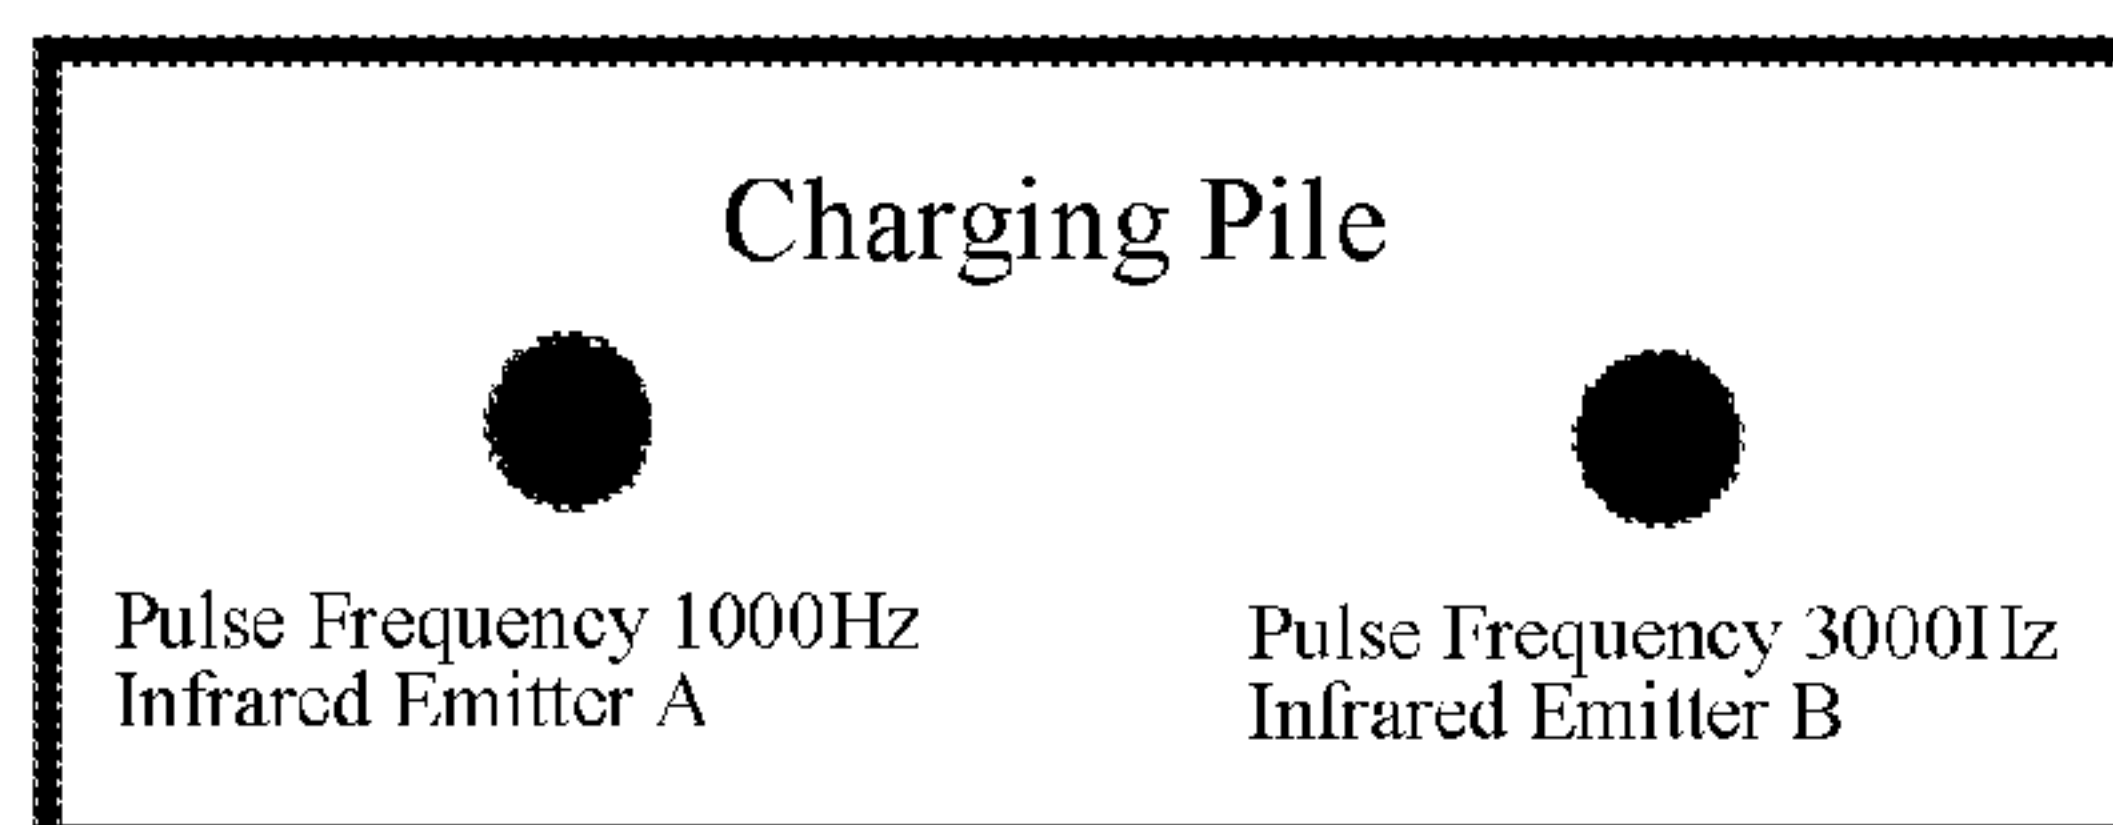 Charging Pile
Pulse Frequency 1000Hz
Infrared Emitter A
Pulse Frequency 3000Hz
Infrared Emitter B